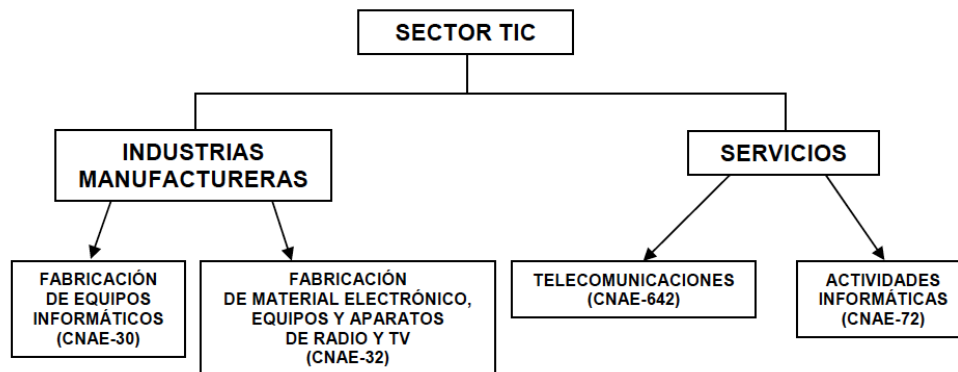 SECTOR TIC
INDUSTRIAS
MANUFACTURERAS
SERVICIOS
FABRICACIÓN
DE EQUIPOS
INFORMÁTICOS
(CNAE-30)
FABRICACIÓN
DE MATERIAL ELECTRÓNICO,
EQUIPOS Y APARATOS
DE RADIO Y TV
(CNAE-32)
TELECOMUNICACIONES
(CNAE-642)
ACTIVIDADES
INFORMÁTICAS
(CNAE-72)